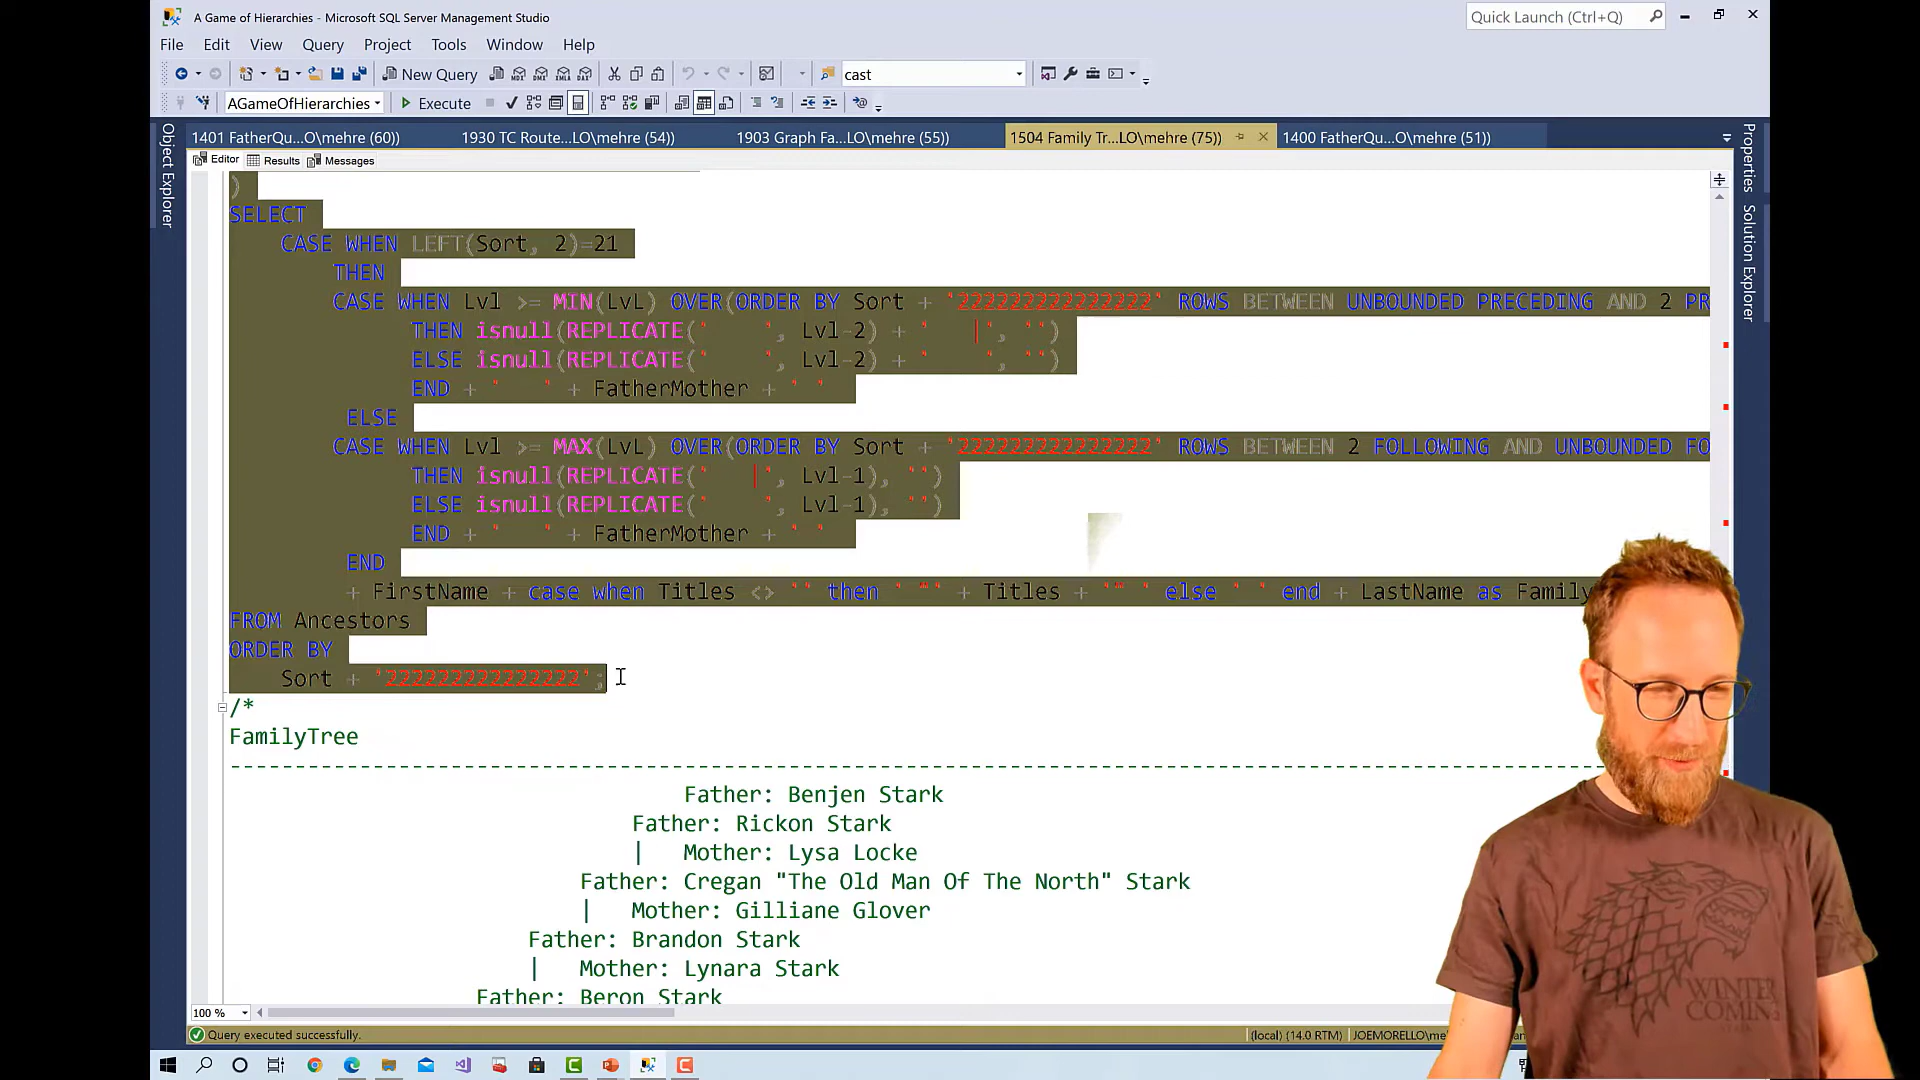 A Game of Hierarchies - Microsoft SQL Server Management Studio
Quick Launch (Ctrl+Q)
File Edit View Query Project Tools Window Help
New Query
cast
AGameOfHierarchies
Execute
1401 FatherQu...O\mehre (60))
1930 TC Route...LO\mehre (54))
1903 Graph Fa...LO\mehre (55))
1504 Family Tr...LO\mehre (75))
1400 FatherQu...O\mehre (51))
Object Explorer
Properties
Solution Explorer
Editor Results Messages
)
SELECT
CASE WHEN LEFT(Sort, 2)=21
THEN
CASE WHEN Lvl >= MIN(LvL) OVER(ORDER BY Sort + '222222222222222' ROWS BETWEEN UNBOUNDED PRECEDING AND 2 PR
THEN isnull(REPLICATE('    ', Lvl-2) + '   |', '')
ELSE isnull(REPLICATE('    ', Lvl-2) + '    ', '')
END + '   ' + FatherMother + ' '
ELSE
CASE WHEN Lvl >= MAX(LvL) OVER(ORDER BY Sort +'222222222222222' ROWS BETWEEN 2 FOLLOWING AND UNBOUNDED FO
THEN isnull(REPLICATE('   |', Lvl-1), '')
ELSE isnull(REPLICATE('    ', Lvl-1), '')
END + '   ' + FatherMother + ' '
END
+ FirstName + case when Titles <> '' then ' "' + Titles + '" ' else ' ' end + LastName as Family
FROM Ancestors
ORDER BY
Sort + '222222222222222';
/*
FamilyTree
--------------------------------------------------------------------------------------------------------
Father: Benjen Stark
Father: Rickon Stark
| Mother: Lysa Locke
Father: Cregan "The Old Man Of The North" Stark
| Mother: Gilliane Glover
Father: Brandon Stark
| Mother: Lynara Stark
Father: Beron Stark
100 %
Query executed successfully.
(local) (14.0 RTM)
JOEMORELLO\me
WINTER
COMING